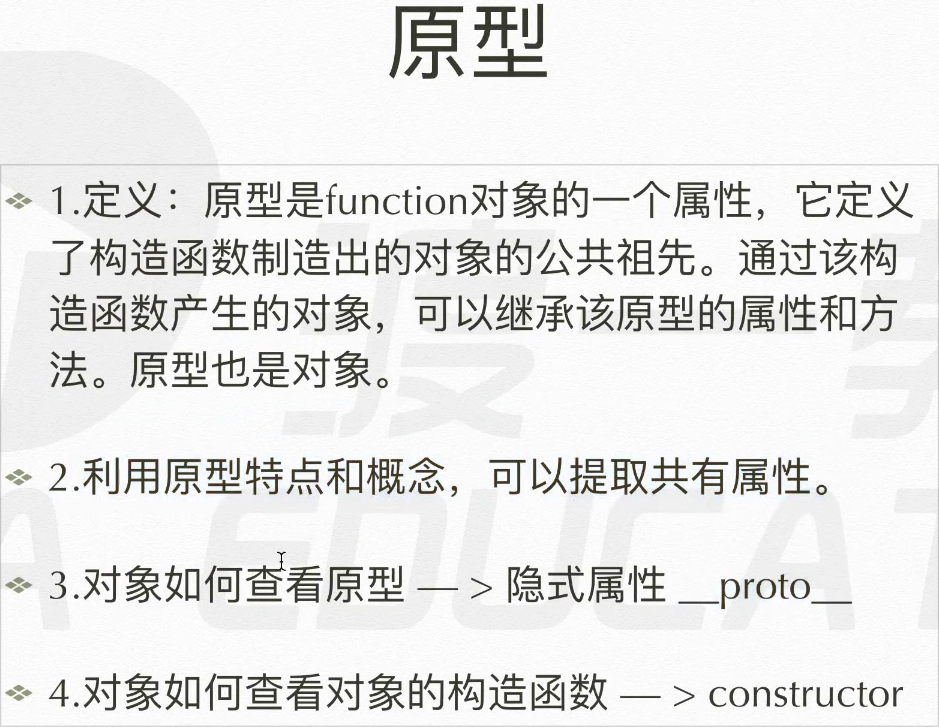 原型
1.定义：原型是function对象的一个属性，它定义
了构造函数制造出的对象的公共祖先。通过该构
造函数产生的对象，可以继承该原型的属性和方
法。原型也是对象。
2.利用原型特点和概念，可以提取共有属性。
3.对象如何查看原型 — > 隐式属性 __proto__
4.对象如何查看对象的构造函数 — > constructor